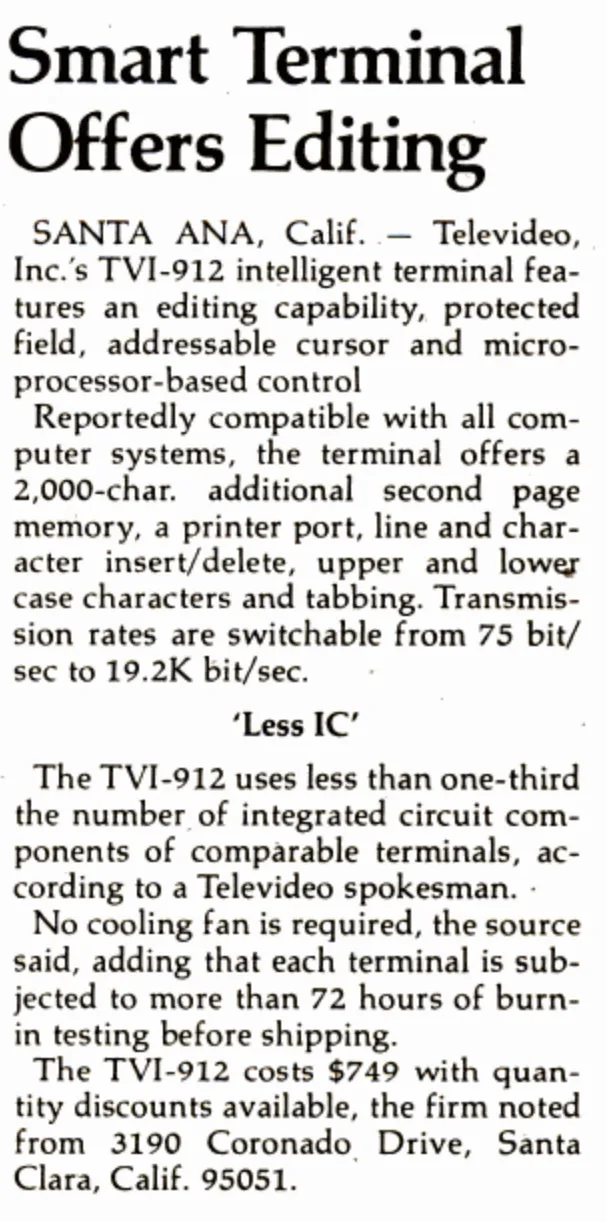 Smart Terminal
Offers Editing
SANTA ANA, Calif. — Televideo,
Inc.'s TVI-912 intelligent terminal fea-
tures an editing capability, protected
field, addressable cursor and micro-
processor-based control
Reportedly compatible with all com-
puter systems, the terminal offers a
2,000-char. additional second page
memory, a printer port, line and char-
acter insert/delete, upper and lower
case characters and tabbing. Transmis-
sion rates are switchable from 75 bit/
sec to 19.2K bit/sec.
'Less IC'
The TVI-912 uses less than one-third
the number of integrated circuit com-
ponents of comparable terminals, ac-
cording to a Televideo spokesman.
No cooling fan is required, the source
said, adding that each terminal is sub-
jected to more than 72 hours of burn-
in testing before shipping.
The TVI-912 costs $749 with quan-
tity discounts available, the firm noted
from 3190 Coronado Drive, Santa
Clara, Calif. 95051.